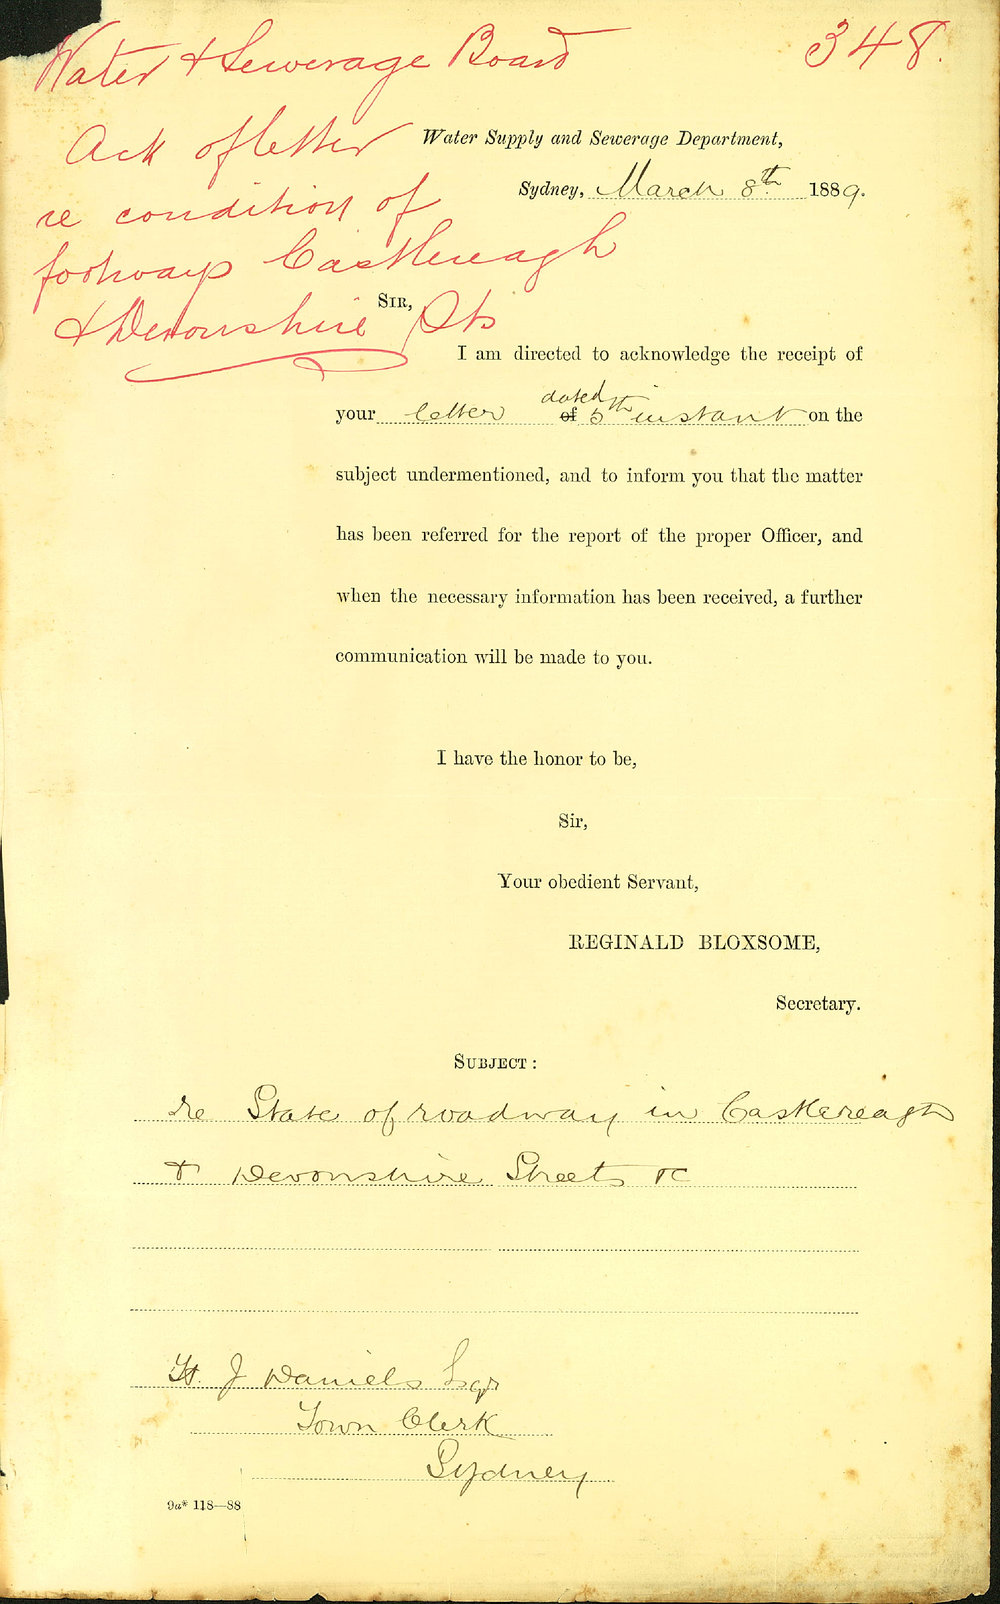 Water & Sewerage Board
348.
Ack of letter
re condition of
footways Castlereagh
& Devonshire Sts
Water Supply and Sewerage Department,
Sydney, March 8th 1889.
SIR,
I am directed to acknowledge the receipt of
your letter of dated 5th instant on the
subject undermentioned, and to inform you that the matter
has been referred for the report of the proper Officer, and
when the necessary information has been received, a further
communication will be made to you.
I have the honor to be,
Sir,
Your obedient Servant,
REGINALD BLOXSOME,
Secretary.
SUBJECT :
re State of roadway in Castlereagh
& Devonshire Streets &c
H. J Daniels Esqr
Town Clerk
Sydney
9a* 118—88